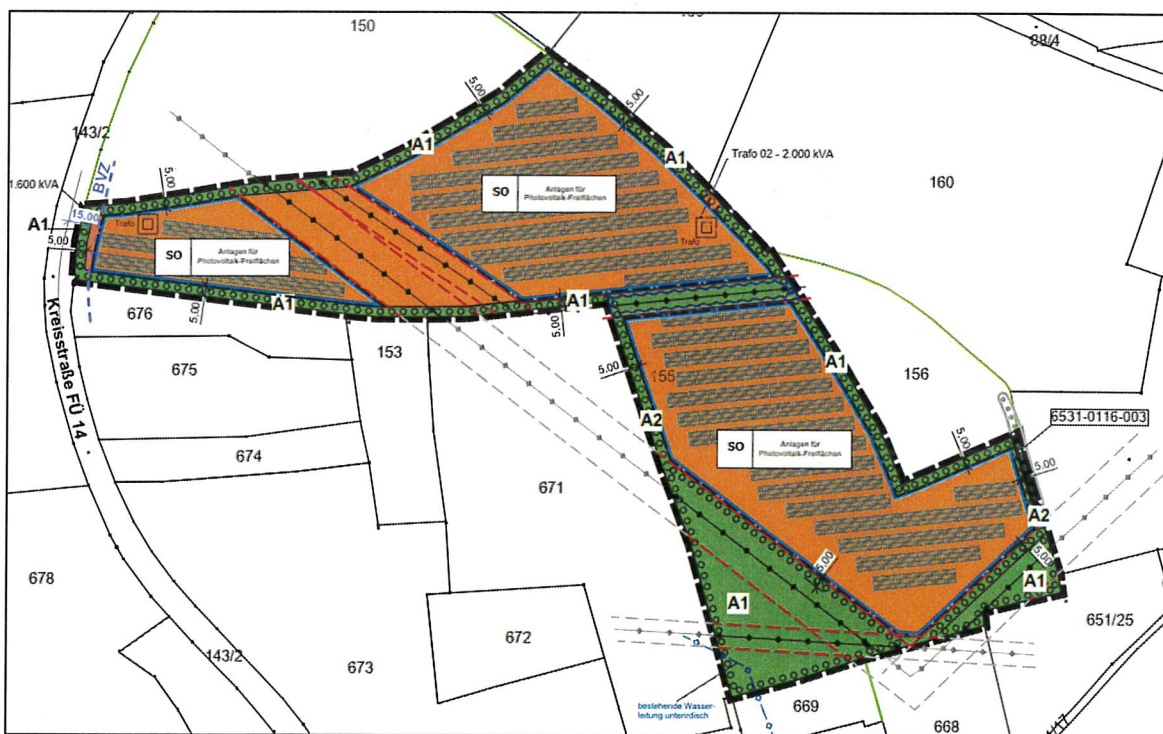 150
88/4
143/2
5.00
5.00
A1
A1
Trafo 02 - 2.000 kVA
160
BVZ
5.00
1.600 kVA
15.00
A1
5,00
Trafo
SO
Anlagen für
Photovoltaik-Freiflächen
SO
Anlagen für
Photovoltaik-Freiflächen
Trafo
A1
A1
676
5.00
5.00
153
675
Kreisstraße FÜ 14
5.00
155
A1
156
A2
6531-0116-003
SO
Anlagen für
Photovoltaik-Freiflächen
5.00
5.00
674
671
A2
5.00
678
5.00
A1
A1
651/25
672
143/2
673
bestehende Wasser-
leitung unterirdisch
669
668